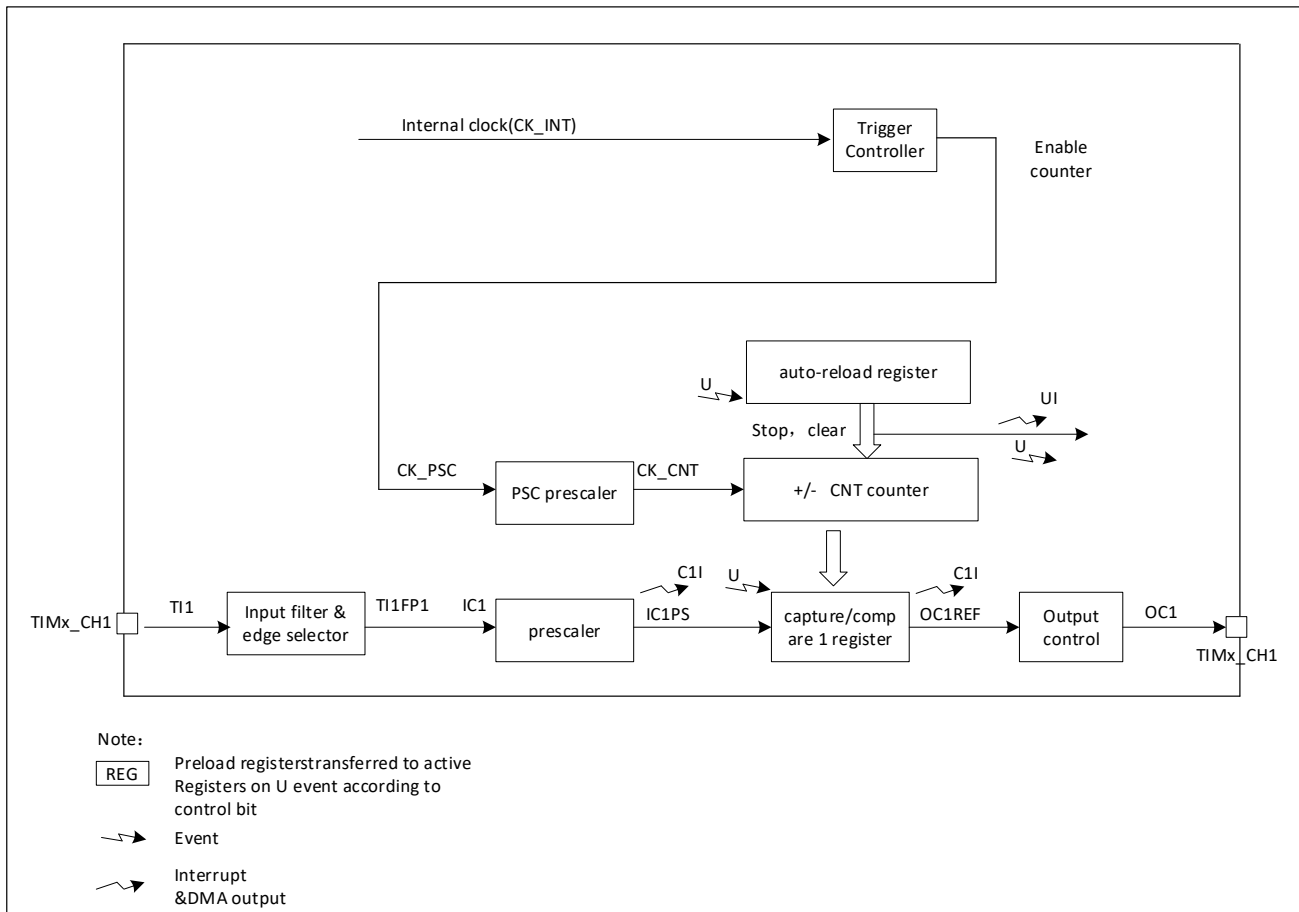 Internal clock(CK_INT)
Trigger
Controller
Enable
counter
auto-reload register
U
UI
Stop，clear
U
CK_PSC
PSC prescaler
CK_CNT
+/- CNT counter
TIMx_CH1
TI1
Input filter &
edge selector
TI1FP1
IC1
prescaler
C1I
IC1PS
U
capture/comp
are 1 register
C1I
OC1REF
Output
control
OC1
TIMx_CH1
Note：
REG
Preload registerstransferred to active
Registers on U event according to
control bit
Event
Interrupt
&DMA output